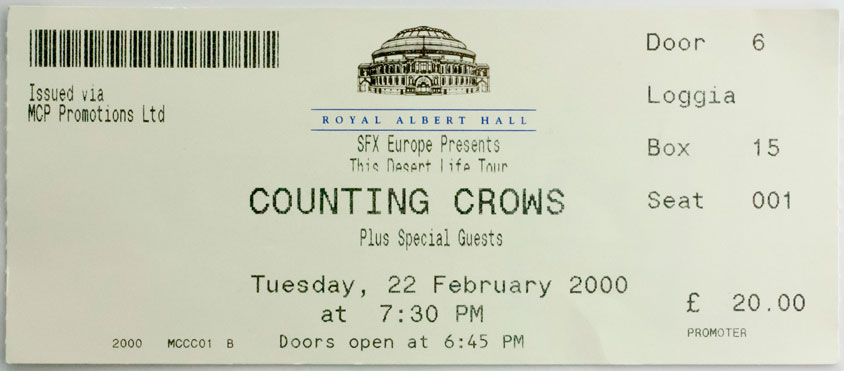 Issued via
MCP Promotions Ltd
ROYAL ALBERT HALL
SFX Europe Presents
This Desert Life Tour
COUNTING CROWS
Plus Special Guests
Tuesday, 22 February 2000
at 7:30 PM
Doors open at 6:45 PM
2000 MCCC01 B
Door 6
Loggia
Box 15
Seat 001
£ 20.00
PROMOTER